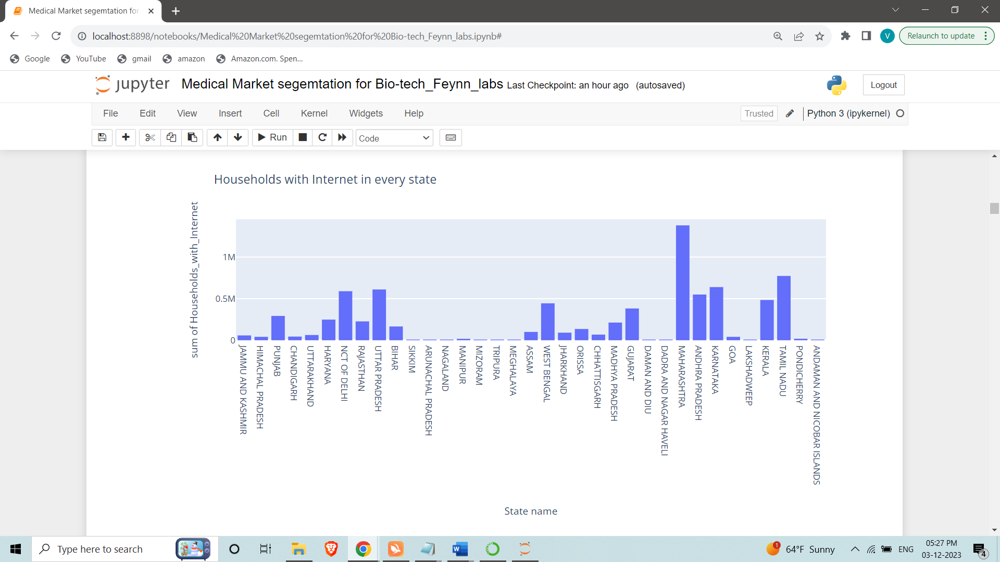 Medical Market segemtation for
localhost:8898/notebooks/Medical%20Market%20segemtation%20for%20Bio-tech_Feynn_labs.ipynb#
V
Relaunch to update
Google YouTube gmail amazon Amazon.com. Spen...
jupyter Medical Market segemtation for Bio-tech_Feynn_labs Last Checkpoint: an hour ago (autosaved)
Logout
File Edit View Insert Cell Kernel Widgets Help
Trusted Python 3 (ipykernel)
Run Code
Households with Internet in every state
sum of Households_with_Internet
1M
0.5M
0
JAMMU AND KASHMIR
HIMACHAL PRADESH
PUNJAB
CHANDIGARH
UTTARAKHAND
HARYANA
NCT OF DELHI
RAJASTHAN
UTTAR PRADESH
BIHAR
SIKKIM
ARUNACHAL PRADESH
NAGALAND
MANIPUR
MIZORAM
TRIPURA
MEGHALAYA
ASSAM
WEST BENGAL
JHARKHAND
ORISSA
CHHATTISGARH
MADHYA PRADESH
GUJARAT
DAMAN AND DIU
DADRA AND NAGAR HAVELI
MAHARASHTRA
ANDHRA PRADESH
KARNATAKA
GOA
LAKSHADWEEP
KERALA
TAMIL NADU
PONDICHERRY
ANDAMAN AND NICOBAR ISLANDS
State name
Type here to search
W
1
64°F Sunny
ENG
05:27 PM
03-12-2023
4